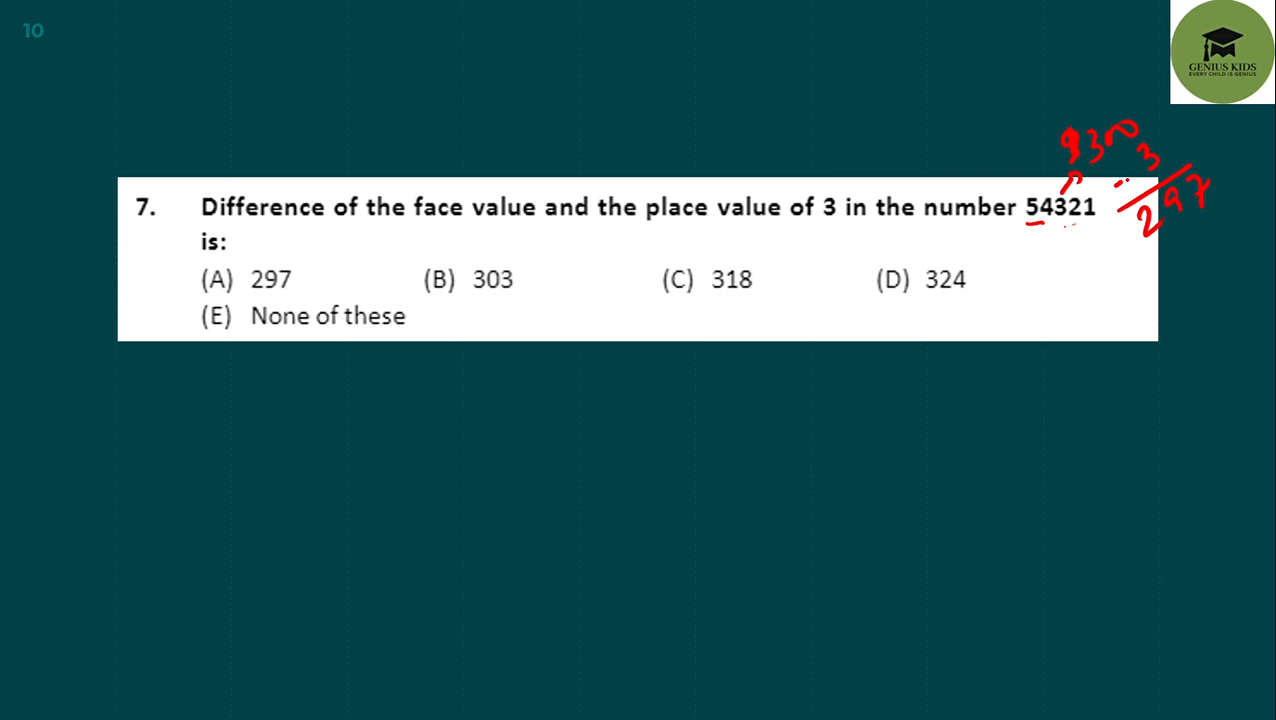 10
GENIUS KIDS
EVERY CHILD IS GENIUS
300
3
297
7. Difference of the face value and the place value of 3 in the number 54321
is:
(A) 297 (B) 303 (C) 318 (D) 324
(E) None of these